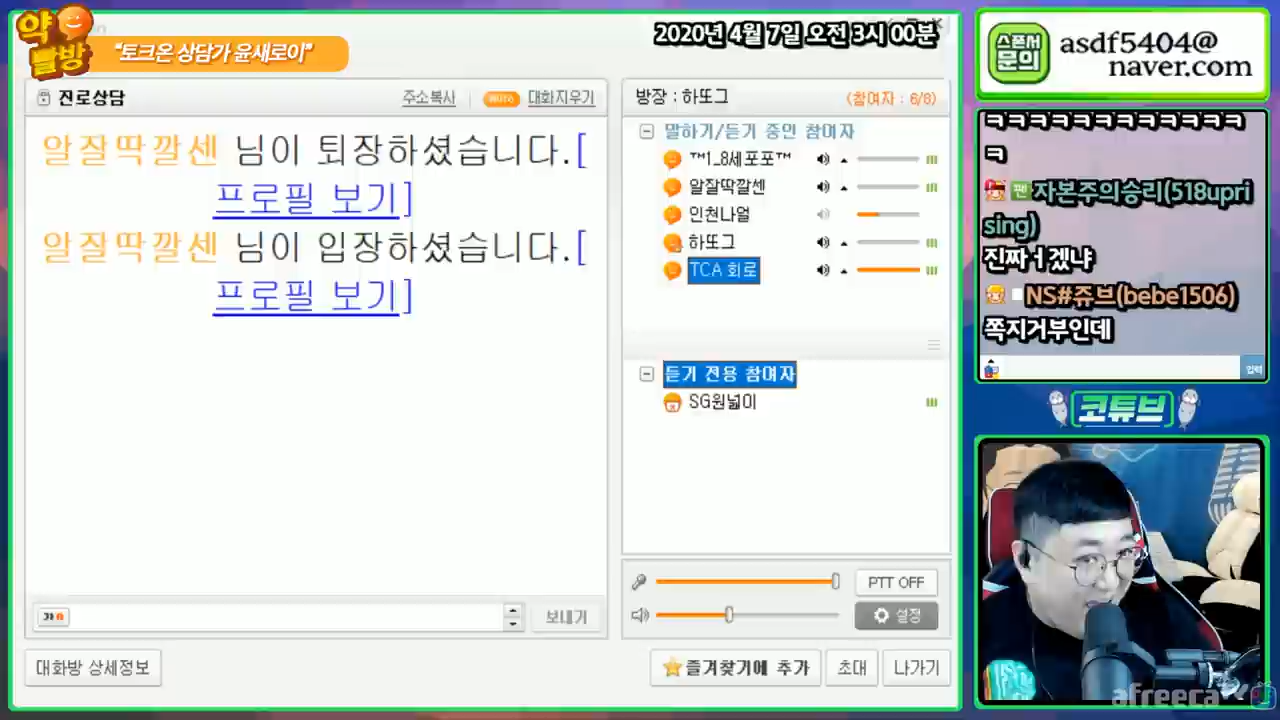 약
빨방
"토크온 상담가 윤새로이"
2020년 4월 7일 오전 3시 00분
진로상담
주소복사
대화지우기
알잘딱깔센 님이 퇴장하셨습니다.[
프로필 보기]
알잘딱깔센 님이 입장하셨습니다.[
프로필 보기]
보내기
대화방 상세정보
방장 : 하또그
(참여자 : 6/8)
말하기/듣기 중인 참여자
™1_8세포포™
알잘딱깔센
인천나얼
하또그
TCA 회로
듣기 전용 참여자
SG원넓이
PTT OFF
설정
즐겨찾기에 추가
초대
나가기
스폰서
문의
asdf5404@
naver.com
ㅋㅋㅋㅋㅋㅋㅋㅋㅋㅋㅋㅋ
ㅋ
팬 자본주의승리(518upri
sing)
진짜ㅓ겠냐
NS#쥬브(bebe1506)
쪽지거부인데
입력
코튜브
afreeca